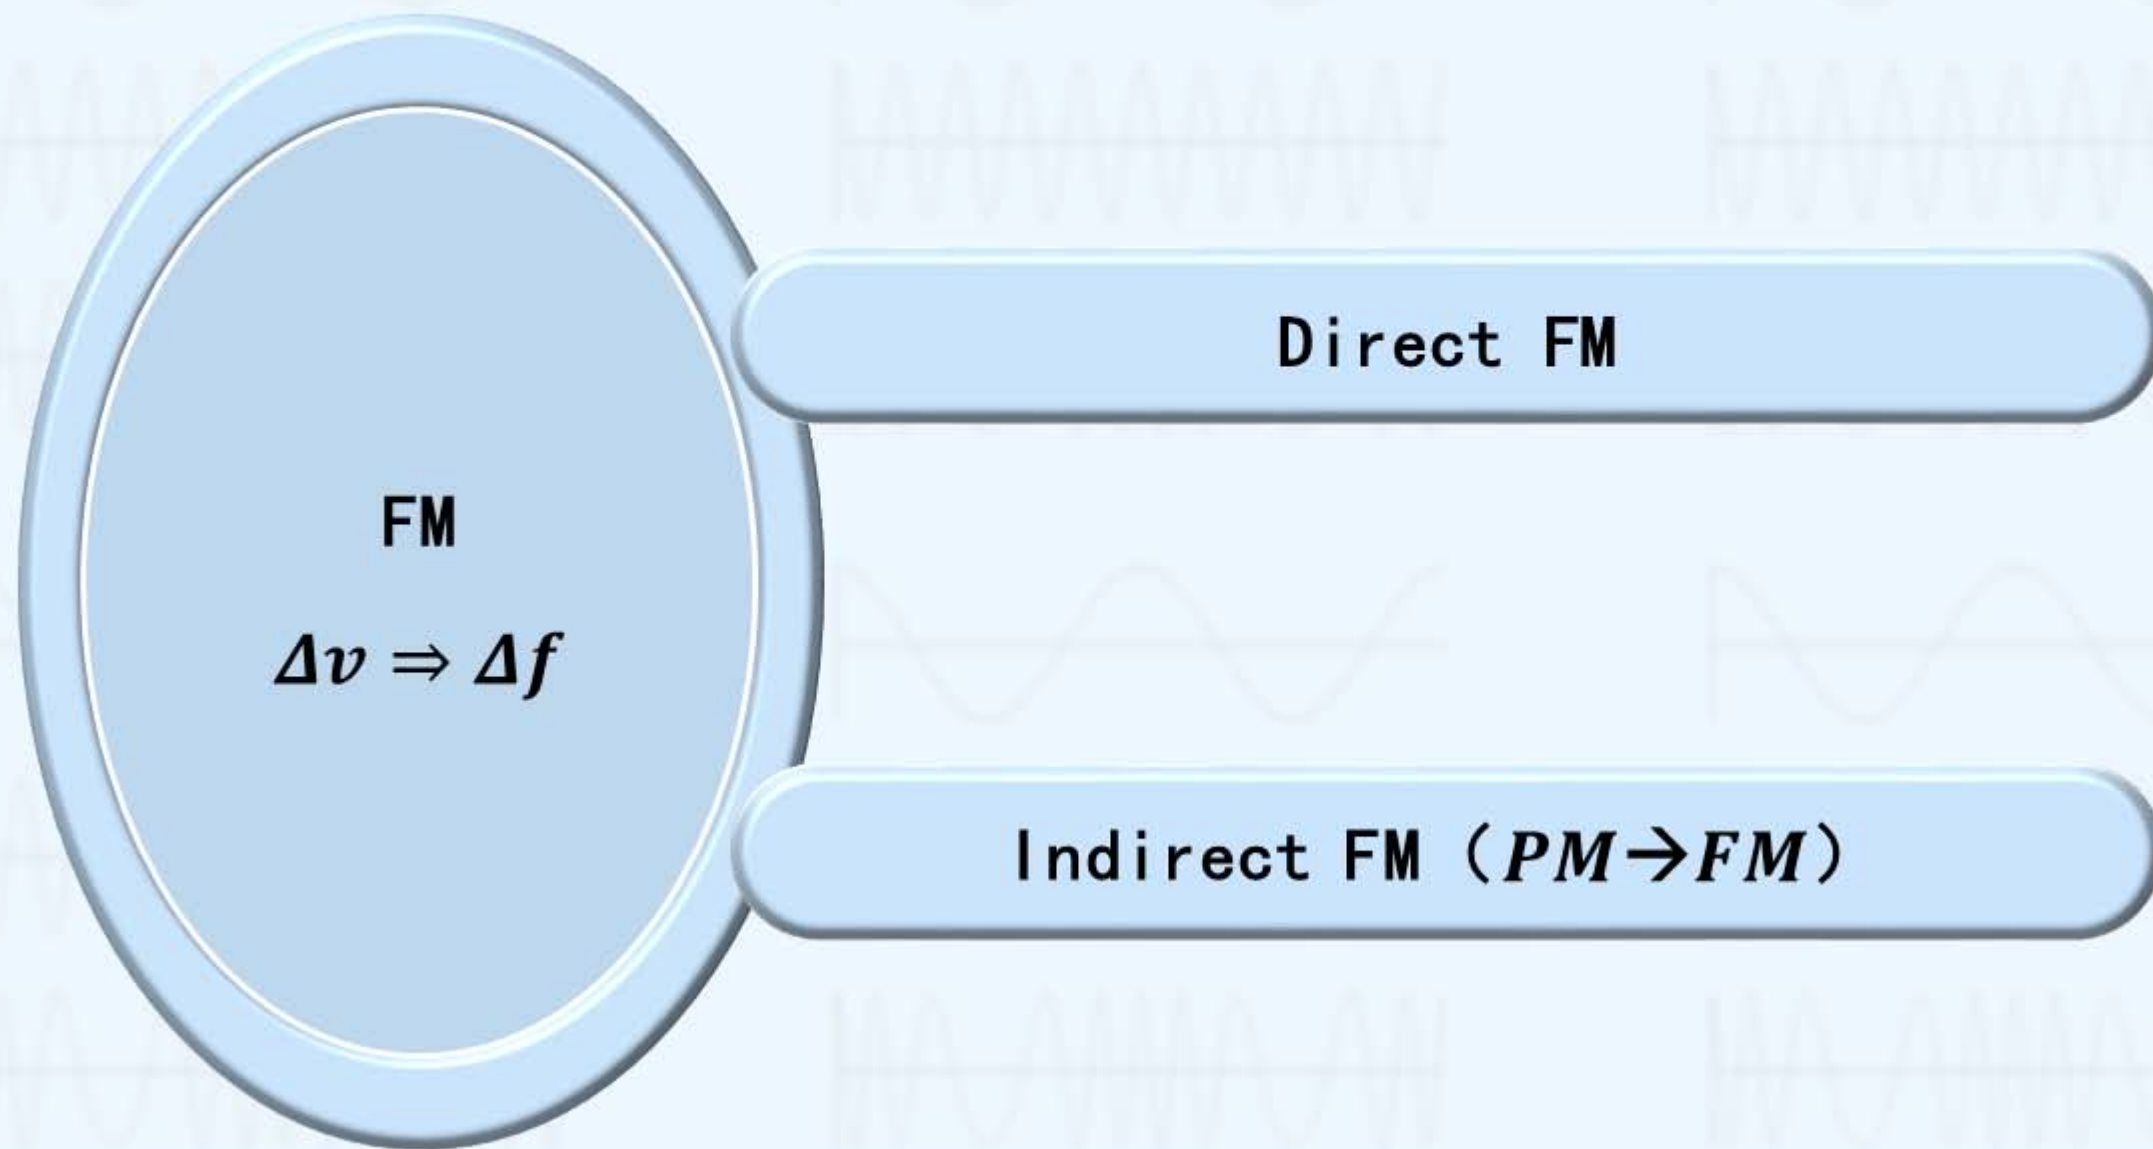 FM
Δv ⇒ Δf
Direct FM
Indirect FM（PM→FM）